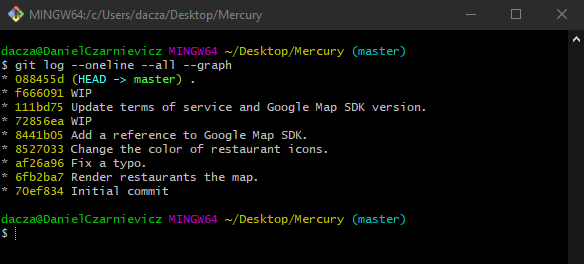 MINGW64:/c/Users/dacza/Desktop/Mercury
dacza@DanielCzarnievicz MINGW64 ~/Desktop/Mercury (master)
$ git log --oneline --all --graph
* 088455d (HEAD -> master) .
* f666091 WIP
* 111bd75 Update terms of service and Google Map SDK version.
* 72856ea WIP
* 8441b05 Add a reference to Google Map SDK.
* 8527033 Change the color of restaurant icons.
* af26a96 Fix a typo.
* 6fb2ba7 Render restaurants the map.
* 70ef834 Initial commit
dacza@DanielCzarnievicz MINGW64 ~/Desktop/Mercury (master)
$